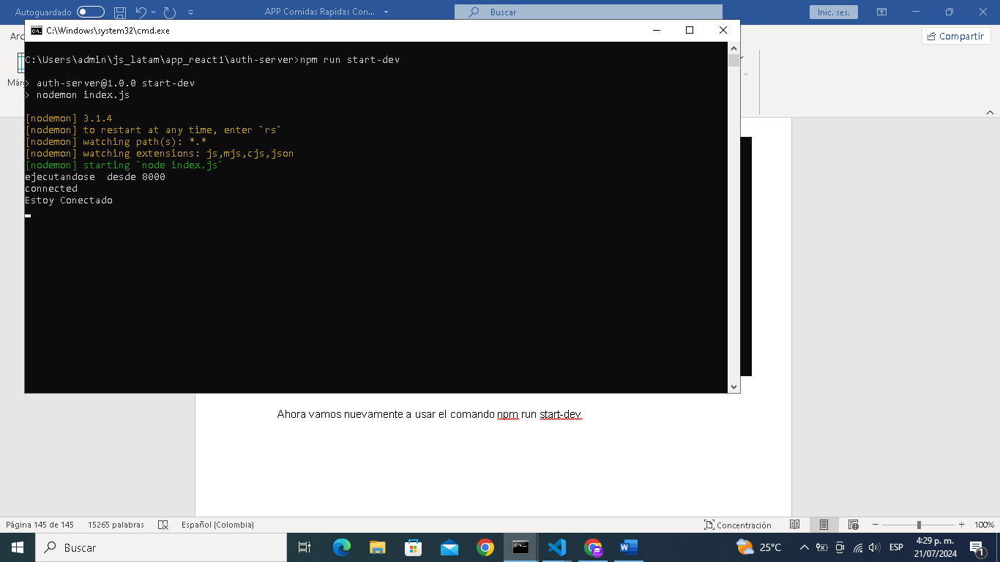 Autoguardado
APP Comidas Rapidas Con...
Buscar
Inic. ses.
C:\Windows\system32\cmd.exe
Arc
Compartir
Márg
C:\Users\admin\js_latam\app_react1\auth-server>npm run start-dev
> auth-server@1.0.0 start-dev
> nodemon index.js
[nodemon] 3.1.4
[nodemon] to restart at any time, enter `rs`
[nodemon] watching path(s): *.*
[nodemon] watching extensions: js,mjs,cjs,json
[nodemon] starting `node index.js`
ejecutandose  desde 8000
connected
Estoy Conectado
Ahora vamos nuevamente a usar el comando npm run start-dev
Página 145 de 145
15265 palabras
Español (Colombia)
Concentración
100%
Buscar
25°C
ESP
4:29 p. m.
21/07/2024
1